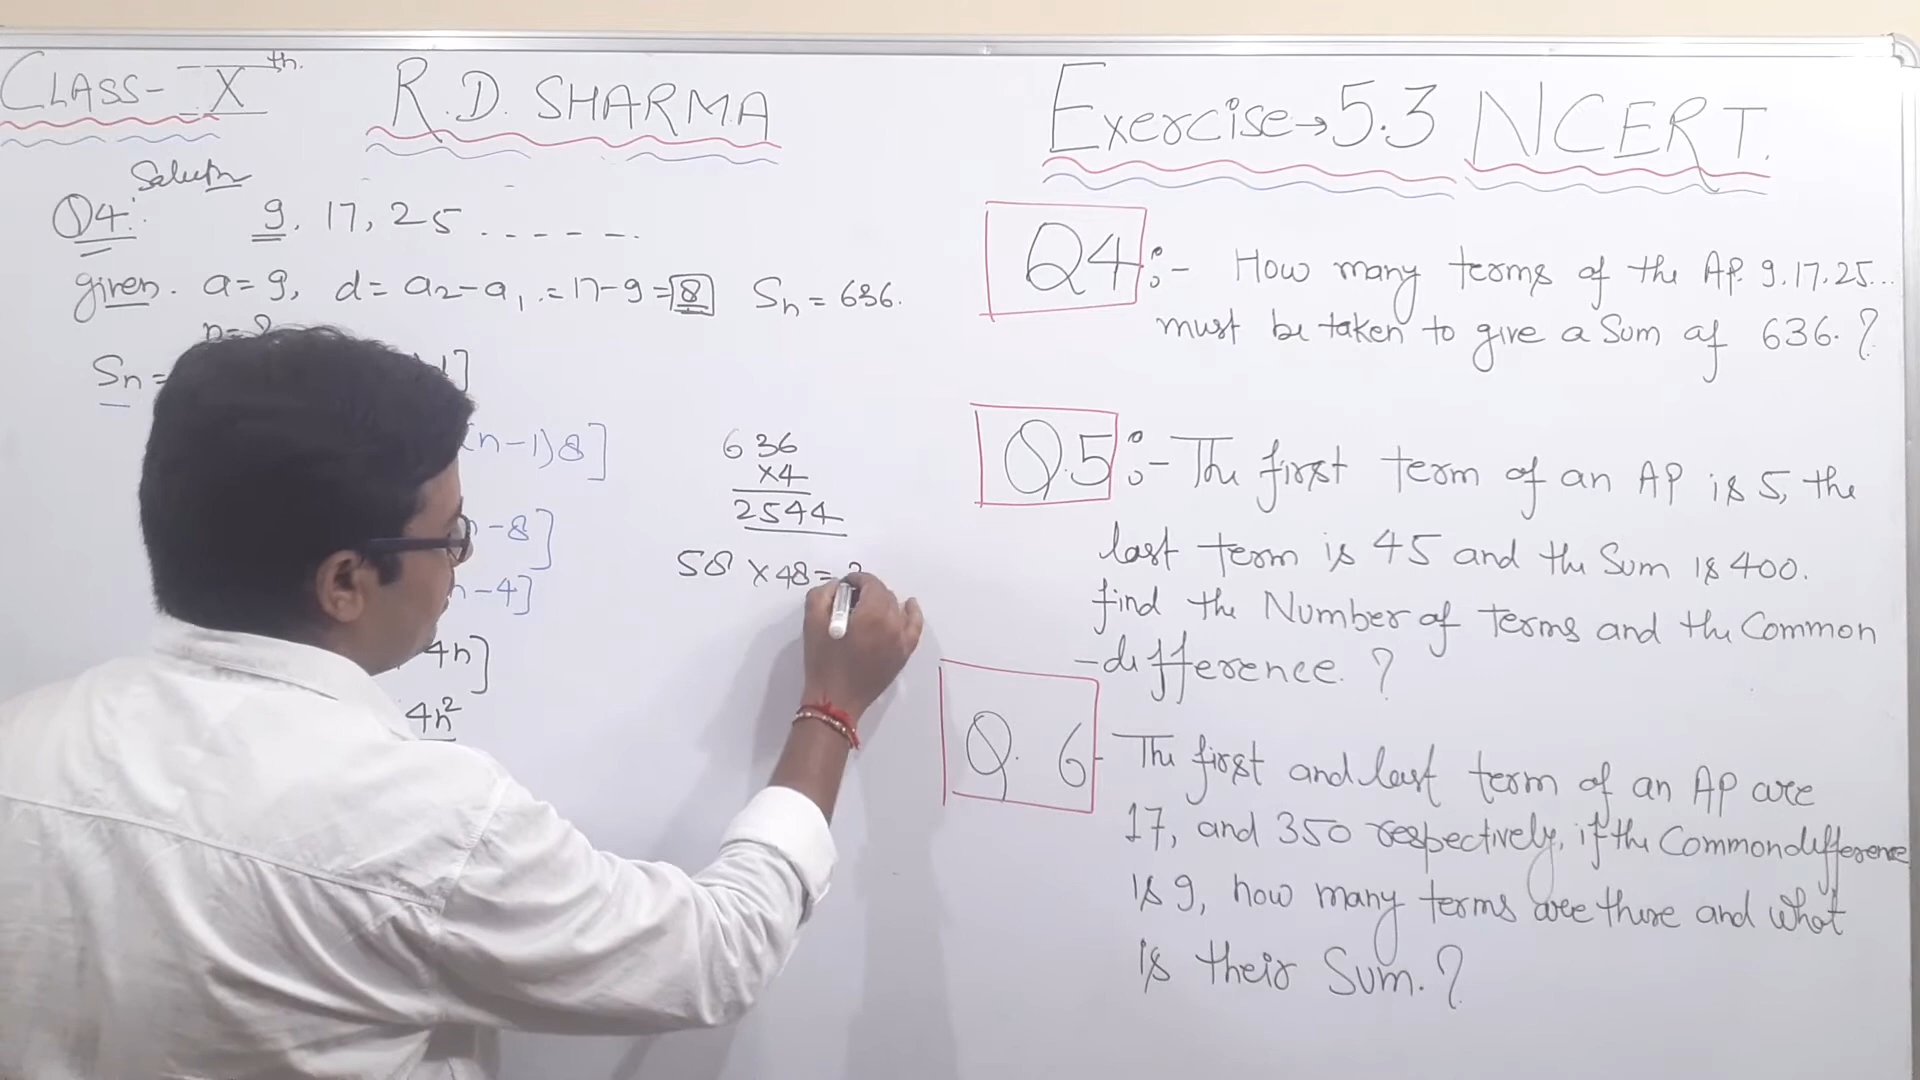 CLASS- Xth.
R.D. SHARMA
Exercise→5.3 NCERT.
Solutn
Q4:
9, 17, 25 ------
given. a=9, d= a2-a1 .= 17-9=8 Sn = 636.
n=?
Sn =
1]
(n-1)8]
-8]
n-4]
4n]
4n²
636
×4
2544
58 ×48=2
Q4 :- How many terms of the AP. 9.17.25...
must be taken to give a Sum of 636. ?
Q.5 :- The first term of an AP is 5, the
last term is 45 and the Sum is 400.
find the Number of terms and the Common
-difference. ?
Q. 6- The first and last term of an AP are
17, and 350 respectively, if the Common difference
is 9, how many terms are there and what
is their Sum. ?